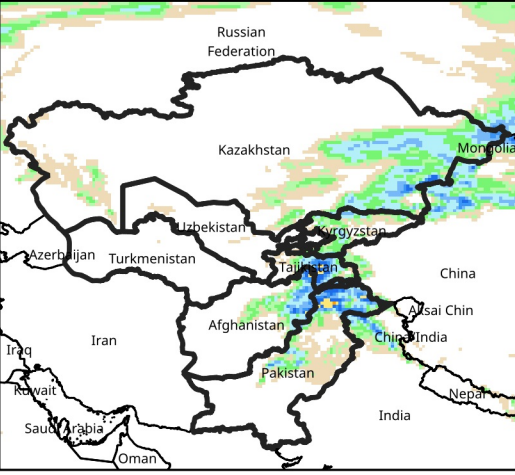 Russian
Federation
Kazakhstan
Mongolia
Uzbekistan
Kyrgyzstan
Azerbaijan
Turkmenistan
Tajikistan
China
Aksai Chin
Afghanistan
China/India
Iran
Iraq
Pakistan
Kuwait
Nepal
India
Saudi Arabia
Oman